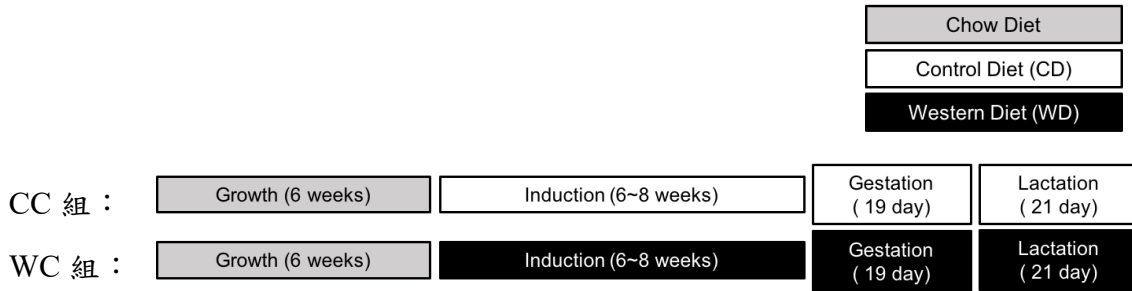 Chow Diet
Control Diet (CD)
Western Diet (WD)
CC 組：
Growth (6 weeks)
Induction (6~8 weeks)
Gestation
( 19 day)
Lactation
( 21 day)
WC 組：
Growth (6 weeks)
Induction (6~8 weeks)
Gestation
( 19 day)
Lactation
( 21 day)